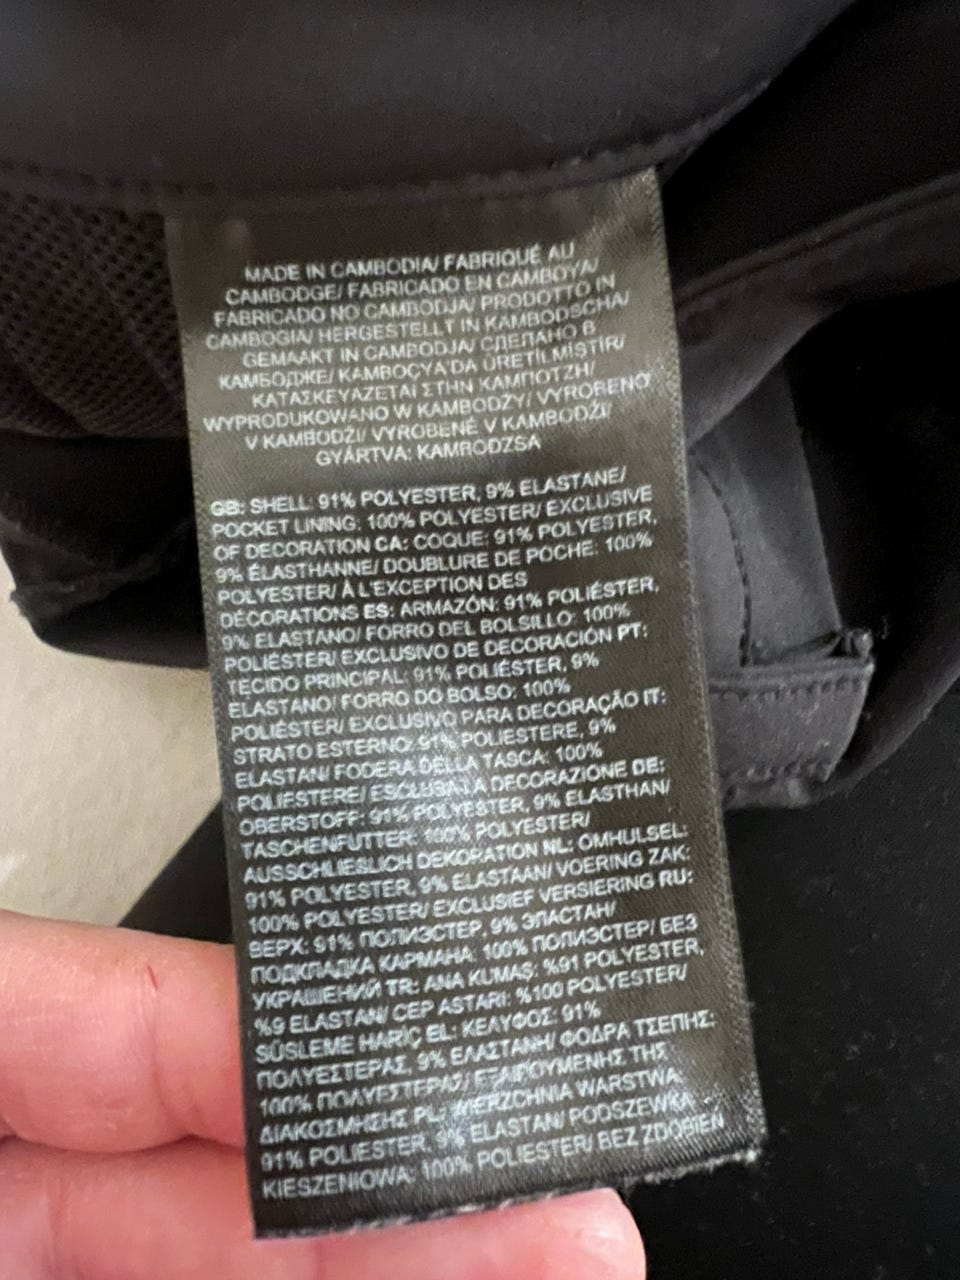 MADE IN CAMBODIA/ FABRIQUÉ AU
CAMBODGE/ FABRICADO EN CAMBOYA/
FABRICADO NO CAMBODJA/ PRODOTTO IN
CAMBOGIA/ HERGESTELLT IN KAMBODSCHA/
GEMAAKT IN CAMBODJA/ СДЕЛАНО В
КАМБОДЖЕ/ KAMBOÇYA'DA ÜRETİLMİSTİR/
ΚΑΤΑΣΚΕΥΑΖΕΤΑΙ ΣΤΗΝ ΚΑΜΠΟΤΖΗ/
WYPRODUKOWANO W KAMBODŻY/ VYROBENO
V KAMBODŽI/ VYROBENÉ V KAMBODŽI/
GYÁRTVA: KAMBODZSA
GB: SHELL: 91% POLYESTER, 9% ELASTANE/
POCKET LINING: 100% POLYESTER/ EXCLUSIVE
OF DECORATION CA: COQUE: 91% POLYESTER,
9% ÉLASTHANNE/ DOUBLURE DE POCHE: 100%
POLYESTER/ À L'EXCEPTION DES
DÉCORATIONS ES: ARMAZÓN: 91% POLIÉSTER,
9% ELASTANO/ FORRO DEL BOLSILLO: 100%
POLIÉSTER/ EXCLUSIVO DE DECORACIÓN PT:
TECIDO PRINCIPAL: 91% POLIÉSTER, 9%
ELASTANO/ FORRO DO BOLSO: 100%
POLIÉSTER/ EXCLUSIVO PARA DECORAÇÃO IT:
STRATO ESTERNO: 91% POLIESTERE, 9%
ELASTAN/ FODERA DELLA TASCA: 100%
POLIESTERE/ ESCLUSA LA DECORAZIONE DE:
OBERSTOFF: 91% POLYESTER, 9% ELASTHAN/
TASCHENFUTTER: 100% POLYESTER/
AUSSCHLIESLICH DEKORATION NL: OMHULSEL:
91% POLYESTER, 9% ELASTAAN/ VOERING ZAK:
100% POLYESTER/ EXCLUSIEF VERSIERING RU:
ВЕРХ: 91% ПОЛИЭСТЕР, 9% ЭЛАСТАН/
ПОДКЛАДКА КАРМАНА: 100% ПОЛИЭСТЕР/ БЕЗ
УКРАШЕНИЙ TR: ANA KUMAŞ: %91 POLYESTER,
%9 ELASTAN/ CEP ASTARI: %100 POLYESTER/
SÜSLEME HARİÇ EL: ΚΕΛΥΦΟΣ: 91%
ΠΟΛΥΕΣΤΕΡΑΣ, 9% ΕΛΑΣΤΑΝΗ/ ΦΟΔΡΑ ΤΣΕΠΗΣ:
100% ΠΟΛΥΕΣΤΕΡΑΣ/ ΕΞΑΙΡΟΥΜΕΝΗΣ ΤΗΣ
ΔΙΑΚΟΣΜΗΣΗΣ PL: WIERZCHNIA WARSTWA:
91% POLIESTER, 9% ELASTAN/ PODSZEWKA
KIESZENIOWA: 100% POLIESTER/ BEZ ZDOBIEŃ